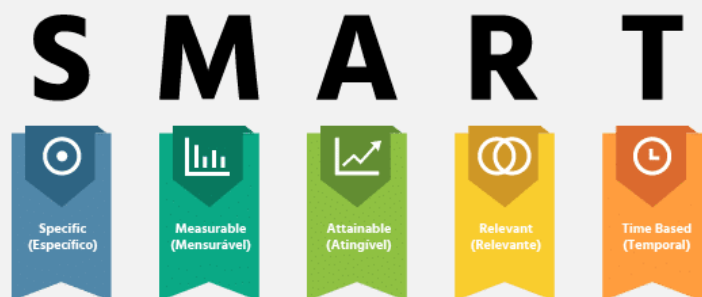 S M A R T
Specific
(Específico)
Measurable
(Mensurável)
Attainable
(Atingível)
Relevant
(Relevante)
Time Based
(Temporal)